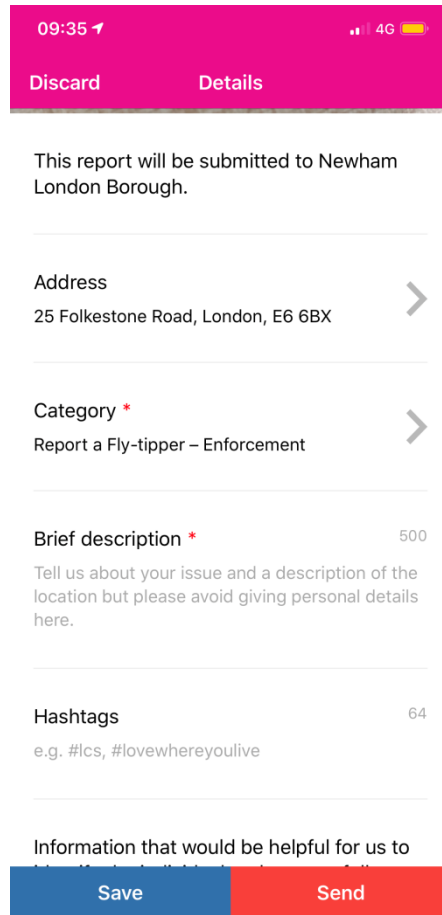 09:35 4G
Discard Details
This report will be submitted to Newham
London Borough.
Address
25 Folkestone Road, London, E6 6BX
Category *
Report a Fly-tipper – Enforcement
Brief description * 500
Tell us about your issue and a description of the
location but please avoid giving personal details
here.
Hashtags 64
e.g. #lcs, #lovewhereyoulive
Information that would be helpful for us to
Save Send